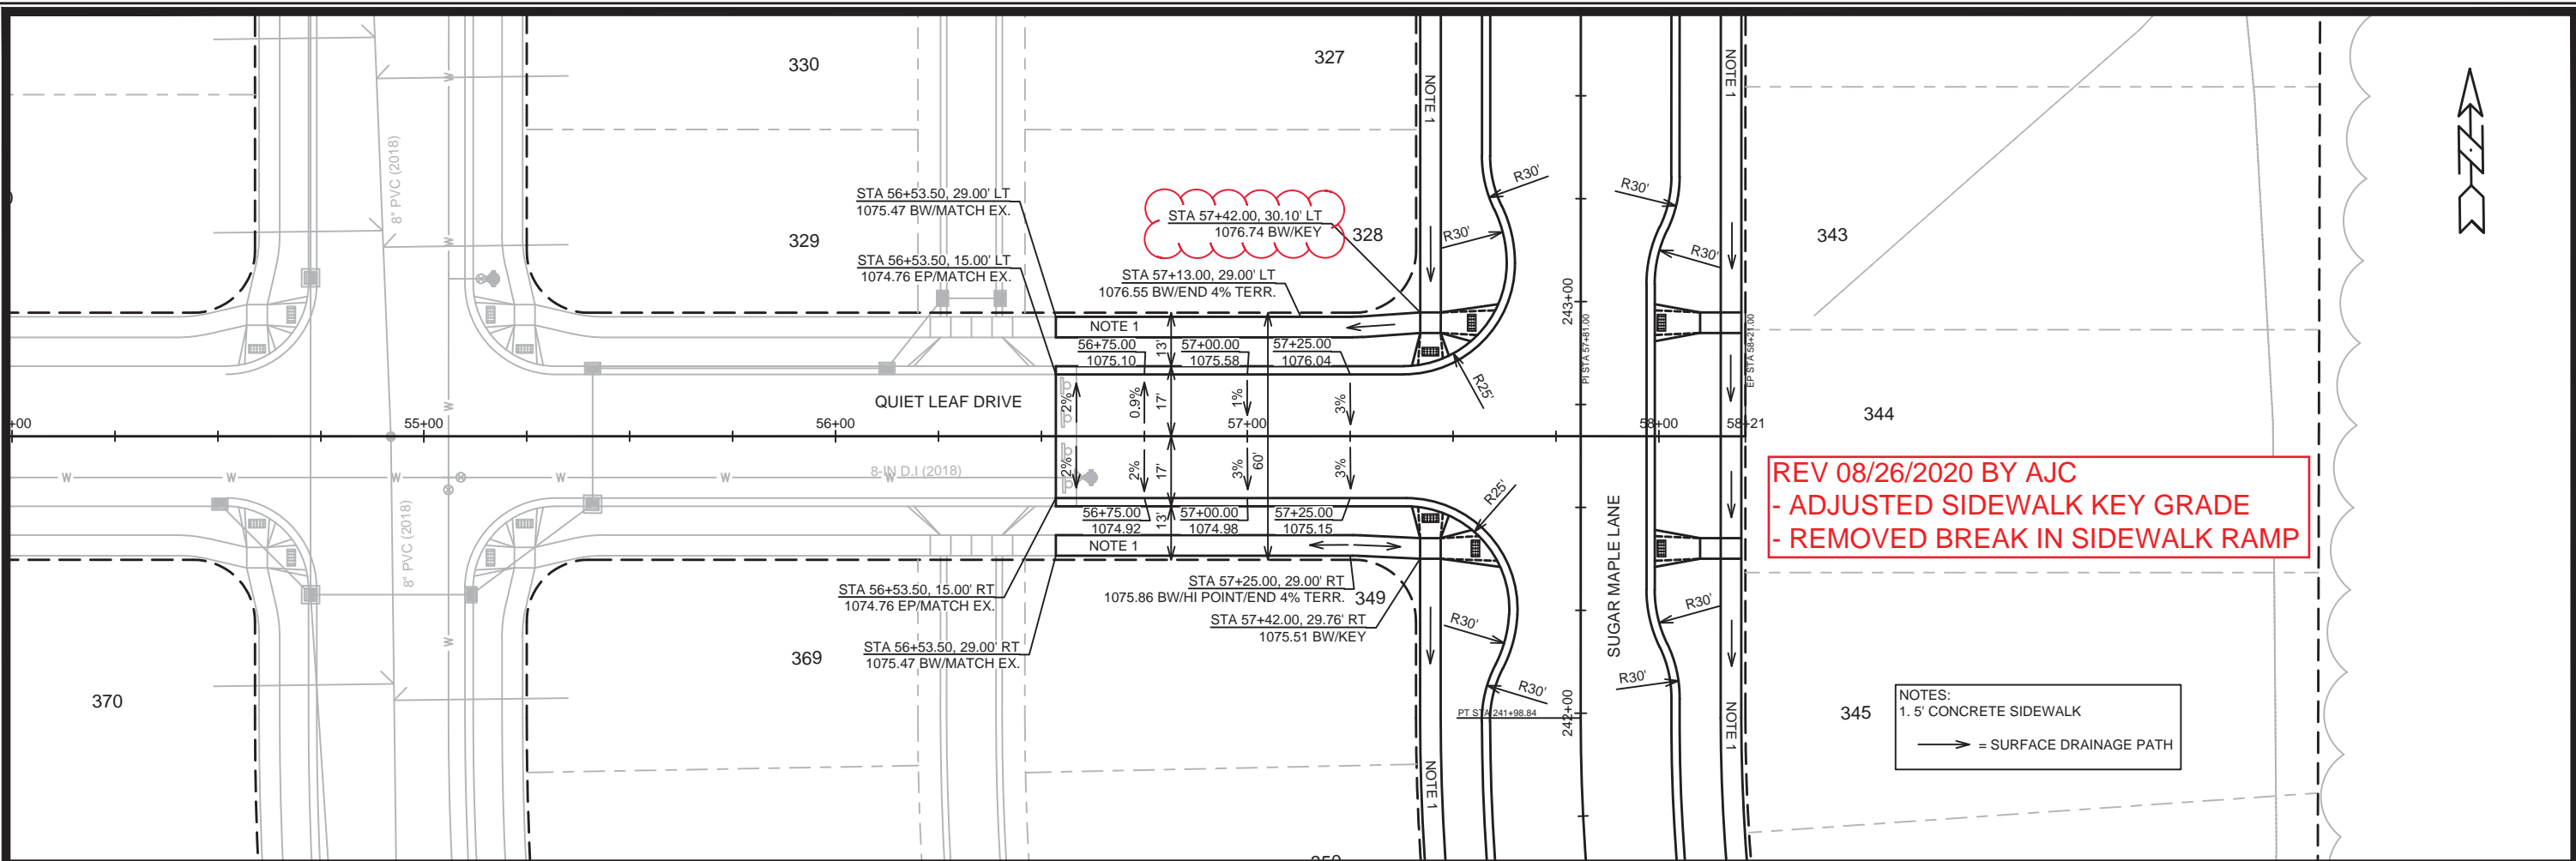 330
327
NOTE 1
NOTE 1
8" PVC (2018)
W
R30'
R30'
STA 56+53.50, 29.00' LT
1075.47 BW/MATCH EX.
STA 57+42.00, 30.10' LT
1076.74 BW/KEY
329
328
R30'
R30'
343
W
STA 56+53.50, 15.00' LT
1074.76 EP/MATCH EX.
STA 57+13.00, 29.00' LT
1076.55 BW/END 4% TERR.
243+00
PI STA 57+81.00
EP STA 58+21.00
NOTE 1
56+75.00
1075.10
13'
57+00.00
1075.58
57+25.00
1076.04
R25'
W
QUIET LEAF DRIVE
2%
0.9%
17'
1%
3%
344
+00
55+00
56+00
57+00
58+00
58+21
W
W
W
W
W
8-IN D.I (2018)
W
2%
2%
17'
3%
60'
3%
REV 08/26/2020 BY AJC
- ADJUSTED SIDEWALK KEY GRADE
- REMOVED BREAK IN SIDEWALK RAMP
R25'
56+75.00
1074.92
13'
57+00.00
1074.98
57+25.00
1075.15
NOTE 1
8" PVC (2018)
SUGAR MAPLE LANE
STA 56+53.50, 15.00' RT
1074.76 EP/MATCH EX.
STA 57+25.00, 29.00' RT
1075.86 BW/HI POINT/END 4% TERR.
349
R30'
STA 57+42.00, 29.76' RT
1075.51 BW/KEY
R30'
W
STA 56+53.50, 29.00' RT
1075.47 BW/MATCH EX.
369
370
R30'
R30'
PT STA 241+98.84
242+00
345
NOTE 1
NOTE 1
NOTES:
1. 5' CONCRETE SIDEWALK
= SURFACE DRAINAGE PATH